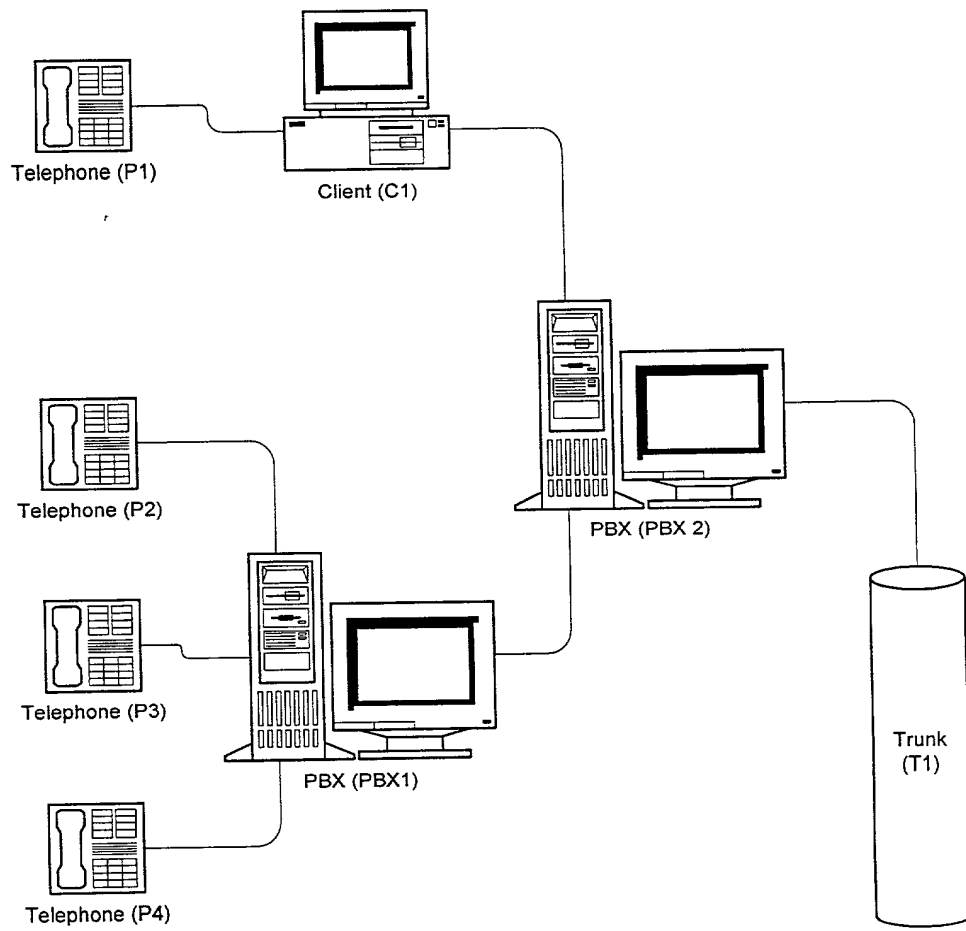 Telephone (P1)
Client (C1)
Telephone (P2)
PBX (PBX 2)
Telephone (P3)
PBX (PBX1)
Trunk
(T1)
Telephone (P4)